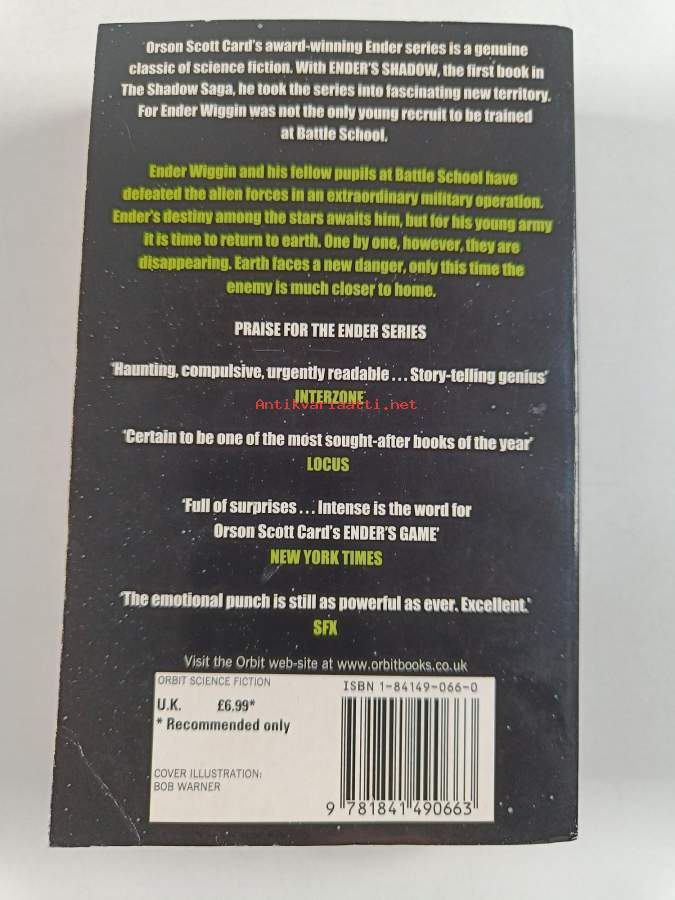 Orson Scott Card's award-winning Ender series is a genuine
classic of science fiction. With ENDER'S SHADOW, the first book in
The Shadow Saga, he took the series into fascinating new territory.
For Ender Wiggin was not the only young recruit to be trained
at Battle School.
Ender Wiggin and his fellow pupils at Battle School have
defeated the alien forces in an extraordinary military operation.
Ender's destiny among the stars awaits him, but for his young army
it is time to return to earth. One by one, however, they are
disappearing. Earth faces a new danger, only this time the
enemy is much closer to home.
PRAISE FOR THE ENDER SERIES
'Haunting, compulsive, urgently readable . . . Story-telling genius'
INTERZONE
Antikvariaatti.net
'Certain to be one of the most sought-after books of the year'
LOCUS
'Full of surprises . . . Intense is the word for
Orson Scott Card's ENDER'S GAME'
NEW YORK TIMES
'The emotional punch is still as powerful as ever. Excellent.'
SFX
Visit the Orbit web-site at www.orbitbooks.co.uk
ORBIT SCIENCE FICTION
ISBN 1-84149-066-0
U.K. £6.99*
* Recommended only
COVER ILLUSTRATION:
BOB WARNER
9 781841 490663